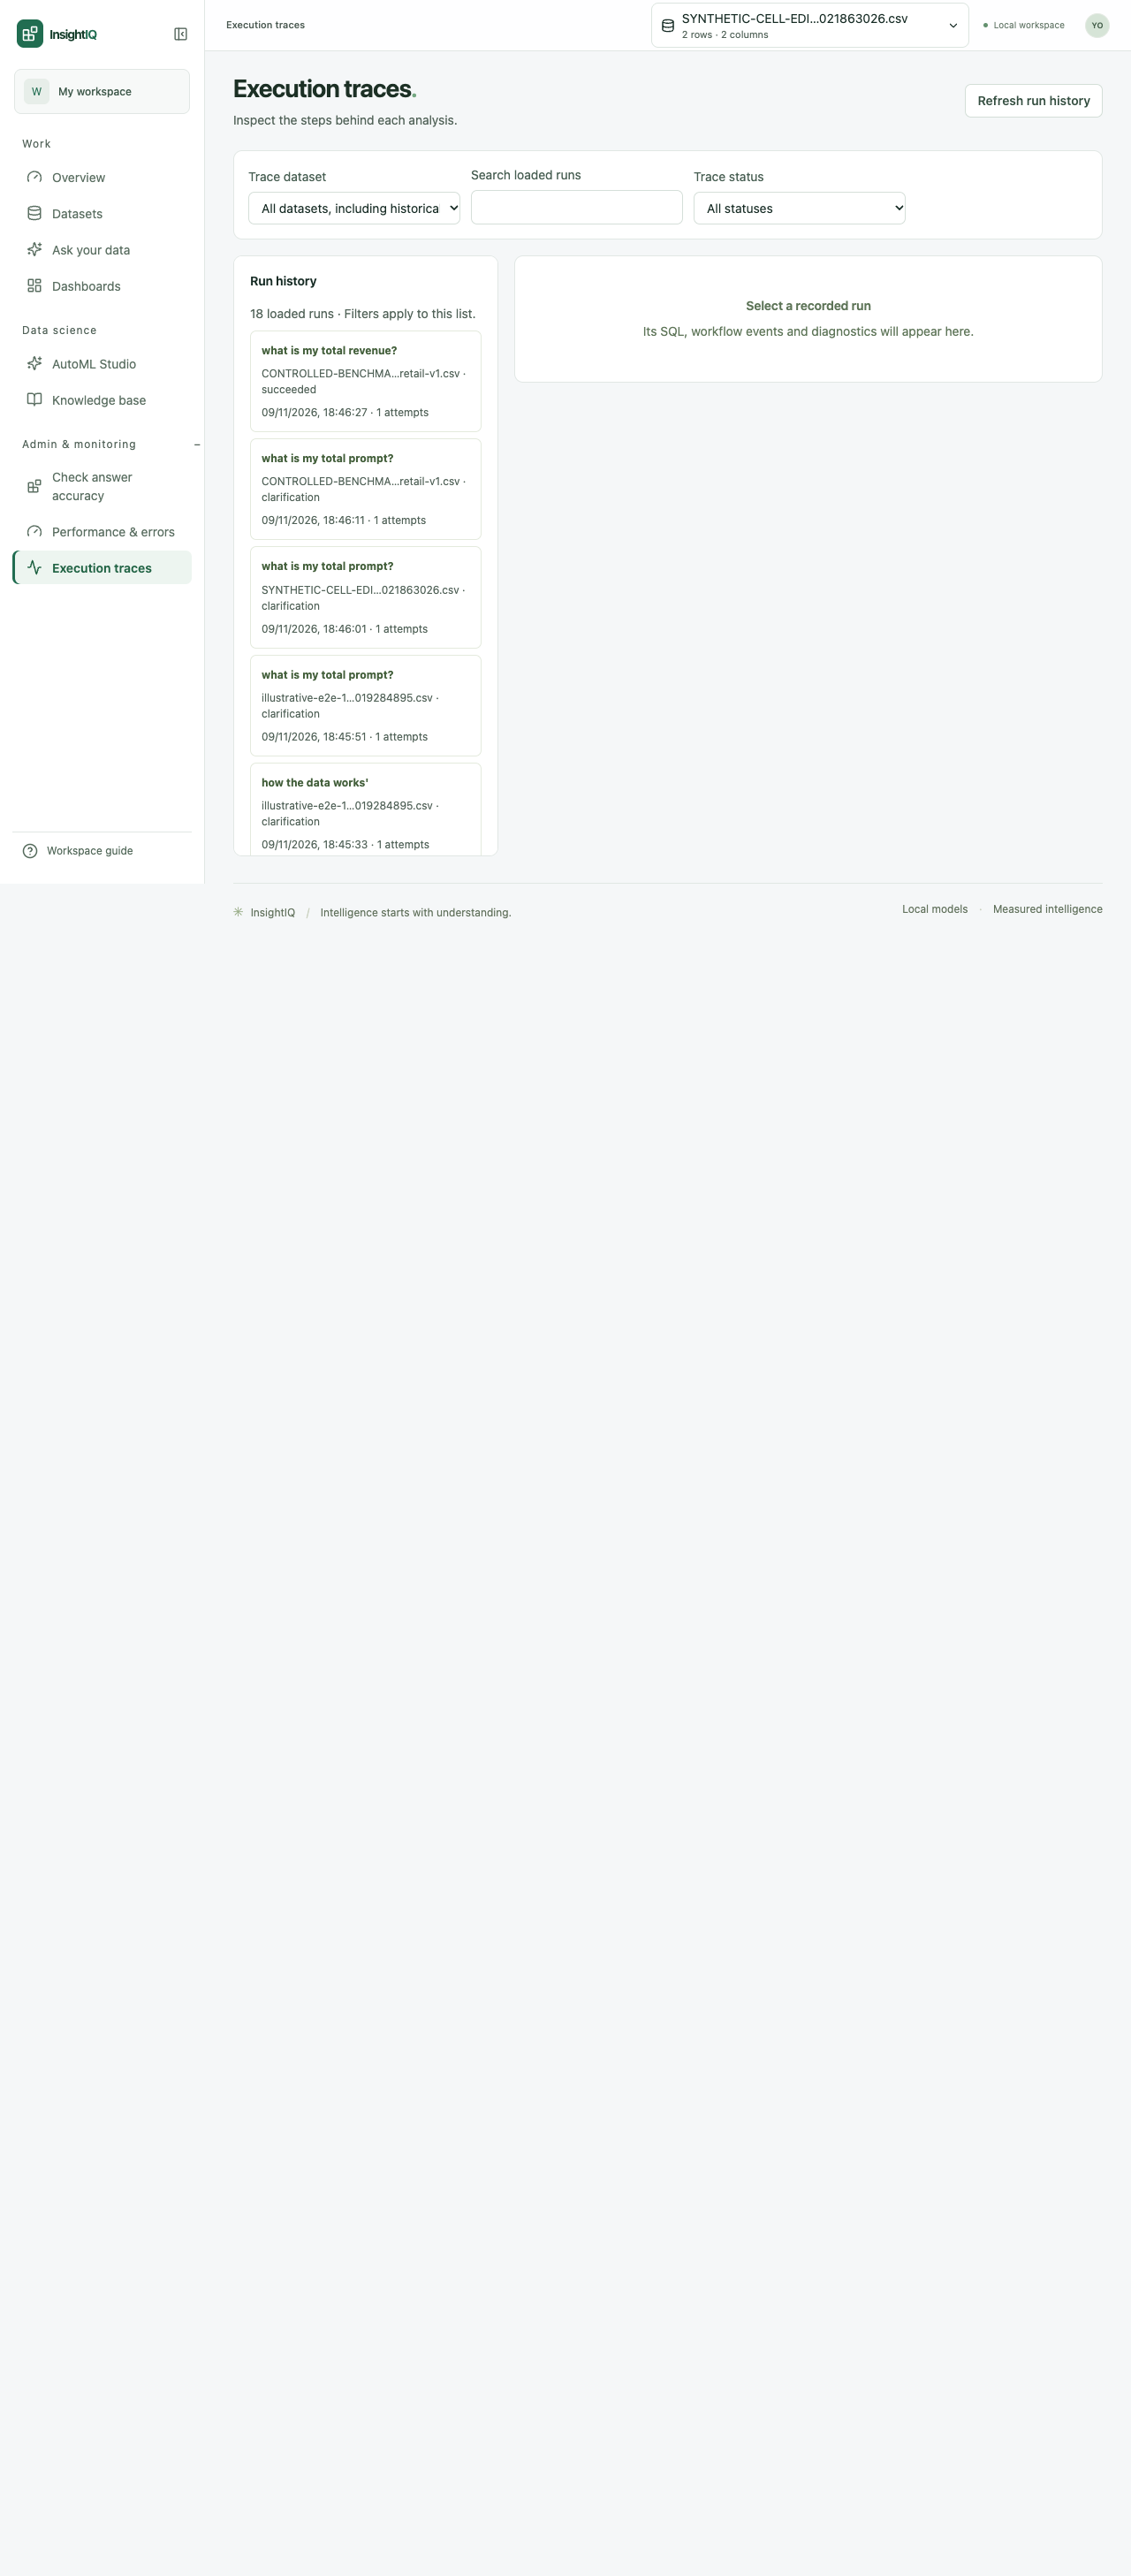 InsightIQ
W My workspace
Work
Overview
Datasets
Ask your data
Dashboards
Data science
AutoML Studio
Knowledge base
Admin & monitoring –
Check answer
accuracy
Performance & errors
Execution traces
Workspace guide
Execution traces
SYNTHETIC-CELL-EDI...021863026.csv
2 rows · 2 columns
Local workspace
YO
Execution traces.
Inspect the steps behind each analysis.
Refresh run history
Trace dataset
All datasets, including historica
Search loaded runs
Trace status
All statuses
Run history
18 loaded runs · Filters apply to this list.
what is my total revenue?
CONTROLLED-BENCHMA...retail-v1.csv ·
succeeded
09/11/2026, 18:46:27 · 1 attempts
what is my total prompt?
CONTROLLED-BENCHMA...retail-v1.csv ·
clarification
09/11/2026, 18:46:11 · 1 attempts
what is my total prompt?
SYNTHETIC-CELL-EDI...021863026.csv ·
clarification
09/11/2026, 18:46:01 · 1 attempts
what is my total prompt?
illustrative-e2e-1...019284895.csv ·
clarification
09/11/2026, 18:45:51 · 1 attempts
how the data works'
illustrative-e2e-1...019284895.csv ·
clarification
09/11/2026, 18:45:33 · 1 attempts
Select a recorded run
Its SQL, workflow events and diagnostics will appear here.
InsightIQ / Intelligence starts with understanding.
Local models · Measured intelligence